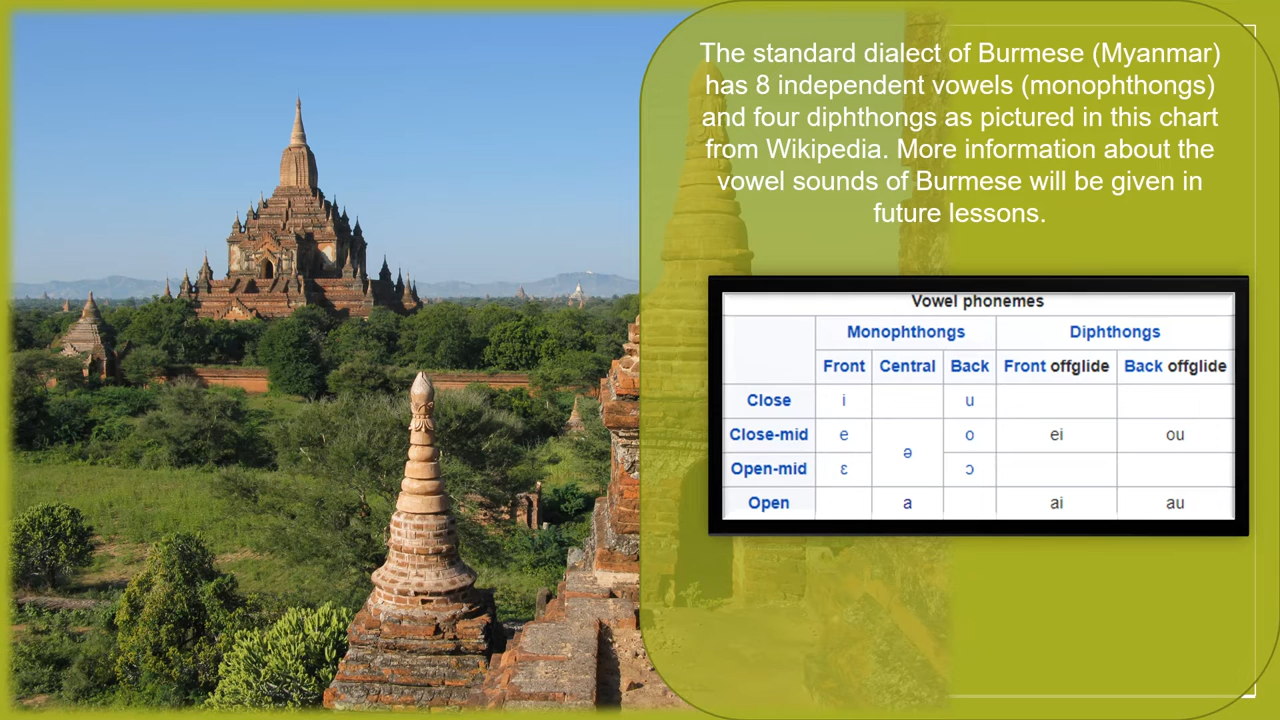 The standard dialect of Burmese (Myanmar)
has 8 independent vowels (monophthongs)
and four diphthongs as pictured in this chart
from Wikipedia. More information about the
vowel sounds of Burmese will be given in
future lessons.
Vowel phonemes
Monophthongs Diphthongs
Front Central Back Front offglide Back offglide
Close i u
Close-mid e ə o ei ou
Open-mid ɛ ɔ
Open a ai au